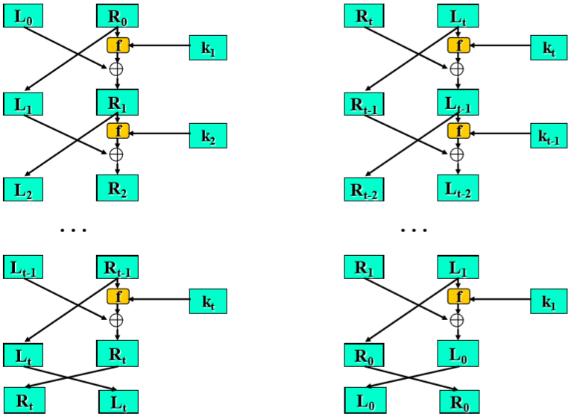 L0 R0 Rt Lt
f k1 f kt
L1 R1 Rt-1 Lt-1
f k2 f kt-1
L2 R2 Rt-2 Lt-2
... ...
Lt-1 Rt-1 R1 L1
f kt f k1
Lt Rt R0 L0
Rt Lt L0 R0